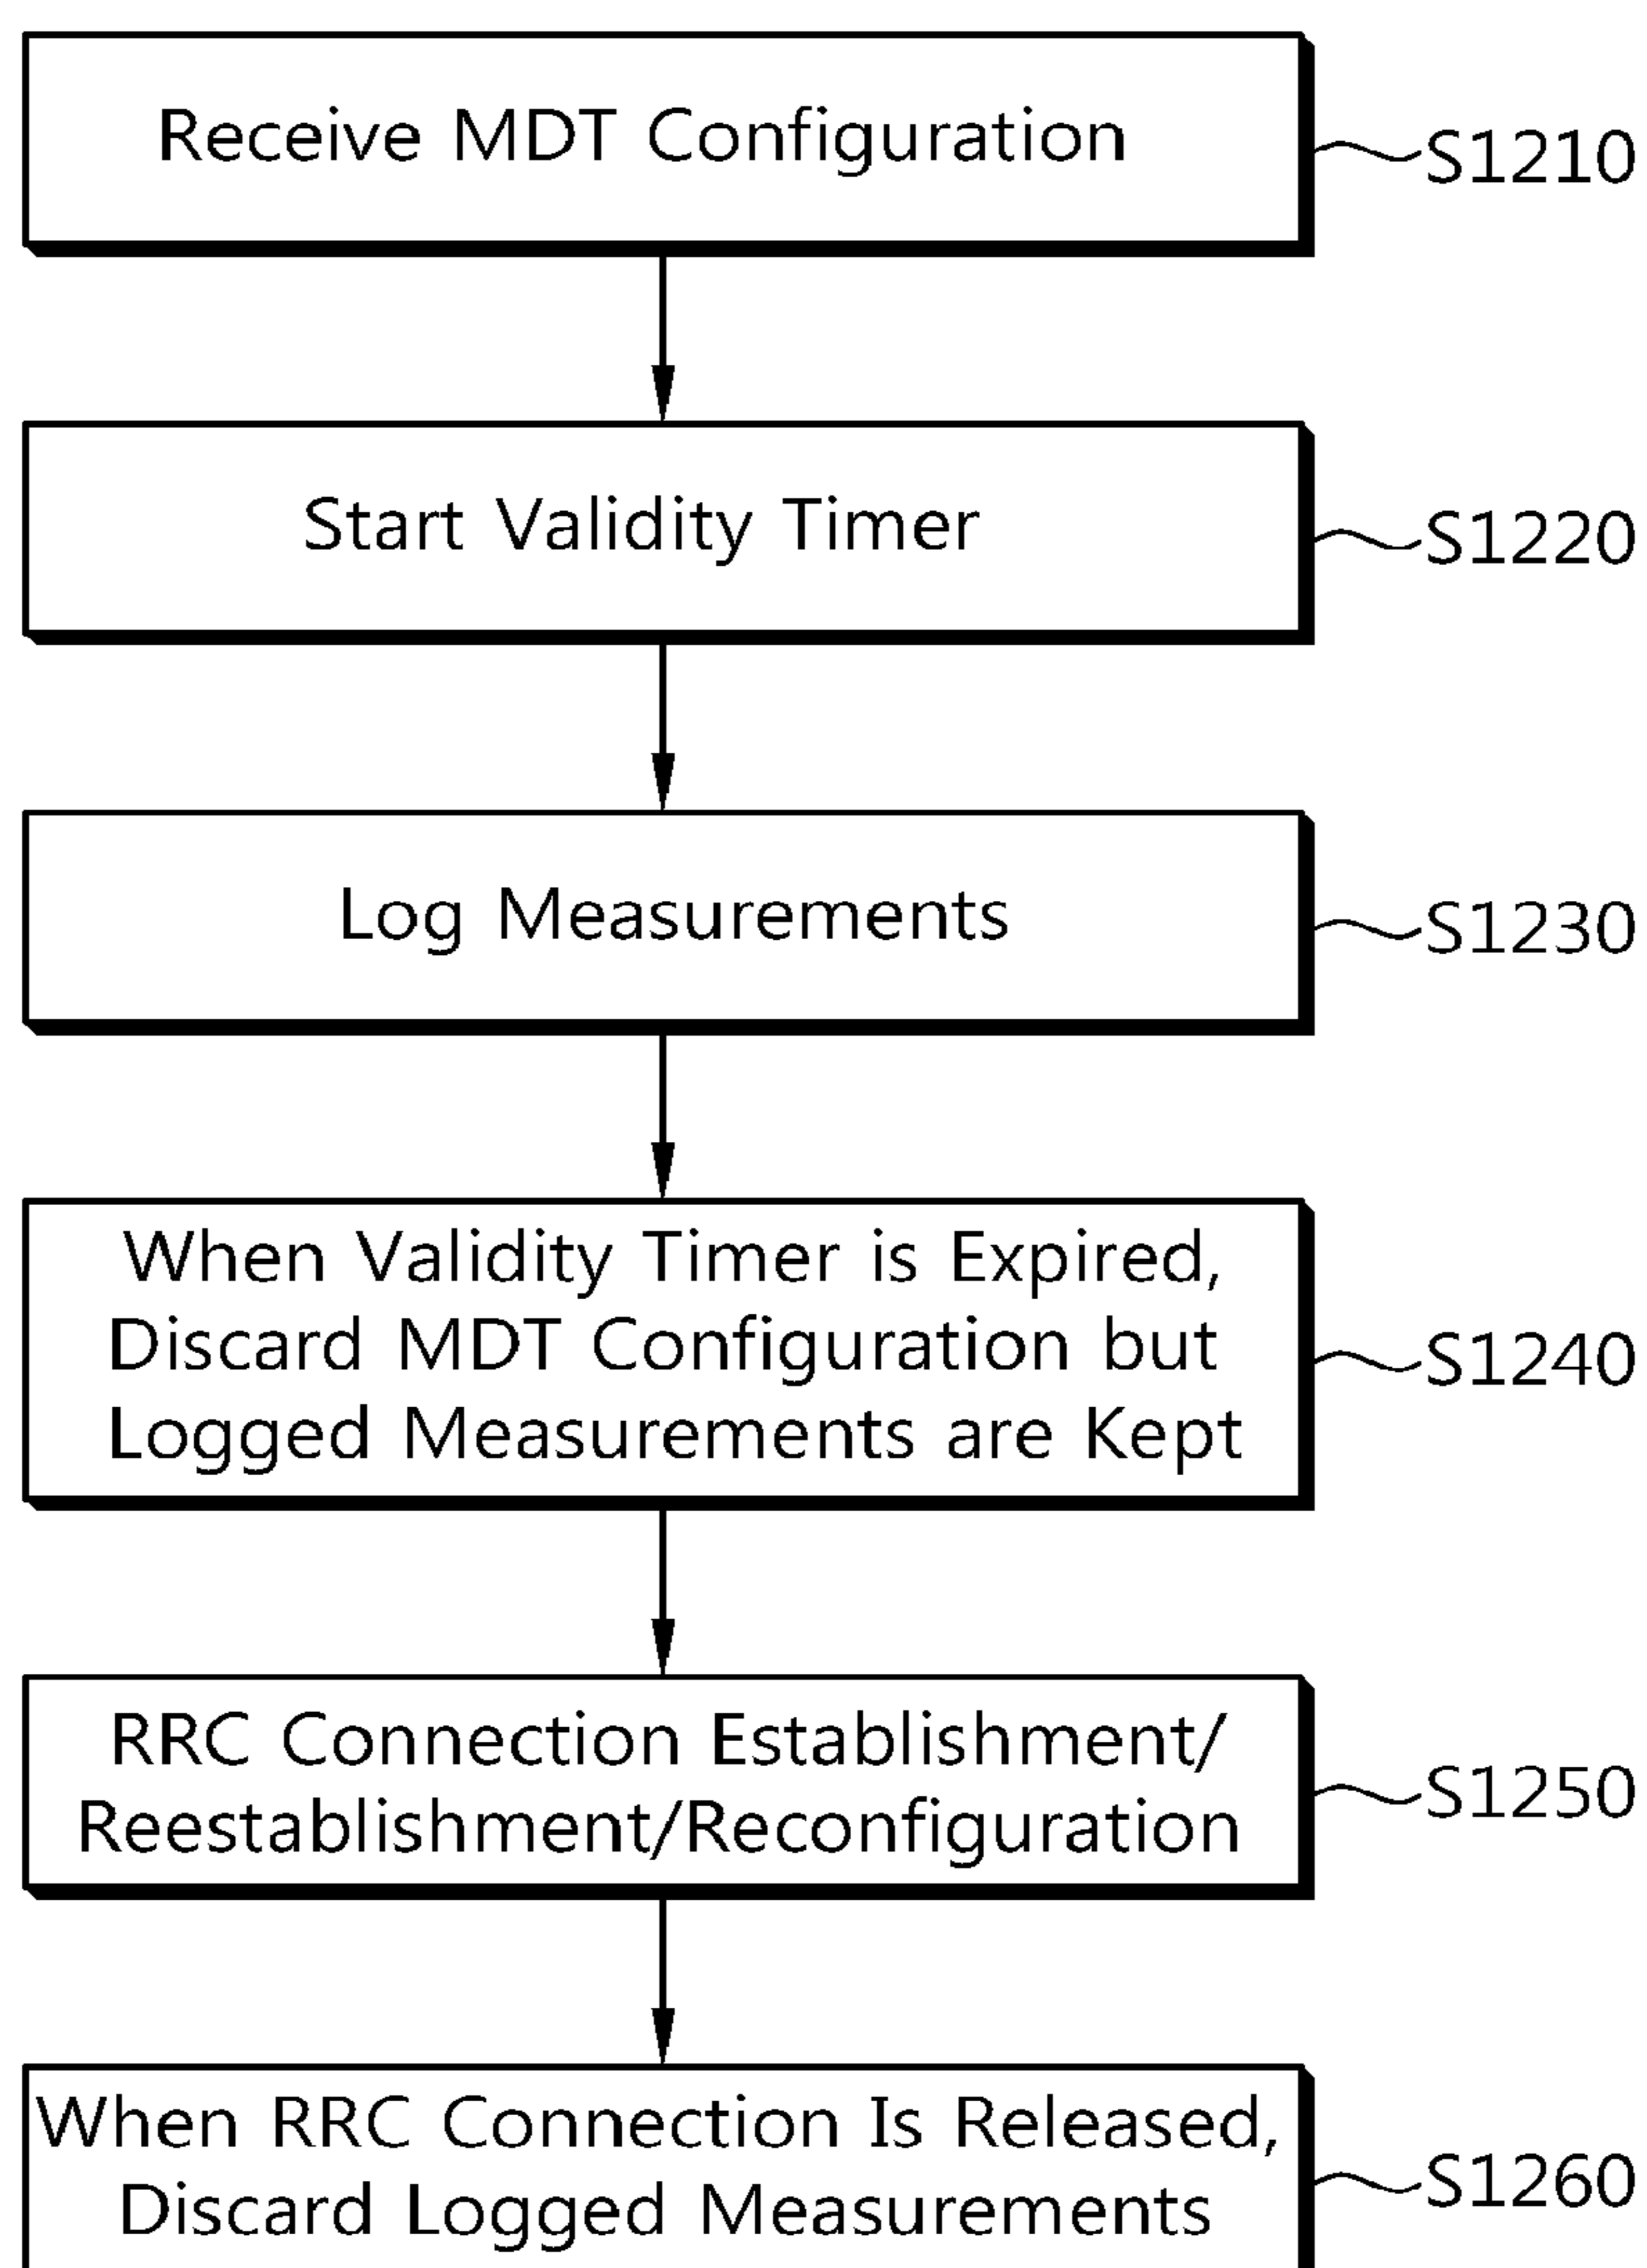 Receive MDT Configuration
S1210
Start Validity Timer
S1220
Log Measurements
S1230
When Validity Timer is Expired,
Discard MDT Configuration but
Logged Measurements are Kept
S1240
RRC Connection Establishment/
Reestablishment/Reconfiguration
S1250
When RRC Connection Is Released,
Discard Logged Measurements
S1260